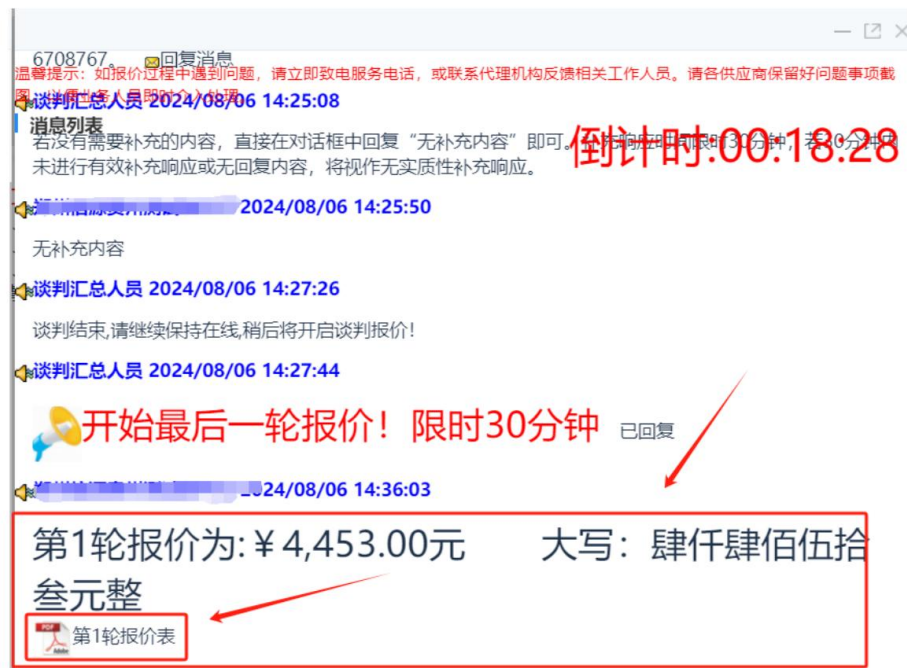 6708767。 回复消息
温馨提示：如报价过程中遇到问题，请立即致电服务电话，或联系代理机构反馈相关工作人员。请各供应商保留好问题事项截
谈判汇总人员 2024/08/06 14:25:08
消息列表
倒计时:00:18:28
若没有需要补充的内容，直接在对话框中回复“无补充内容”即可。
未进行有效补充响应或无回复内容，将视作无实质性补充响应。
2024/08/06 14:25:50
无补充内容
谈判汇总人员 2024/08/06 14:27:26
谈判结束,请继续保持在线,稍后将开启谈判报价！
谈判汇总人员 2024/08/06 14:27:44
开始最后一轮报价！限时30分钟 已回复
24/08/06 14:36:03
第1轮报价为:￥4,453.00元 大写：肆仟肆佰伍拾
叁元整
第1轮报价表